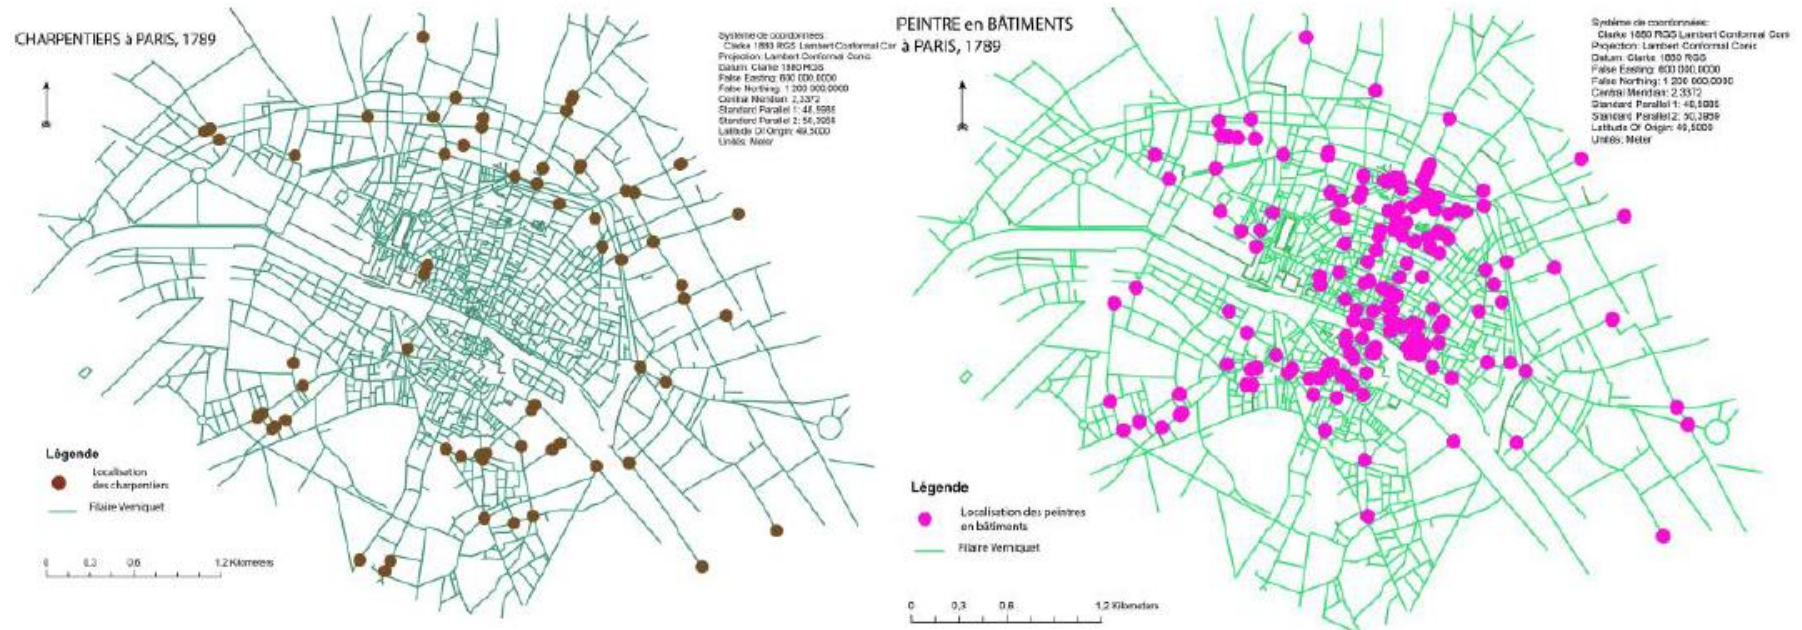 CHARPENTIERS à PARIS, 1789
Système de coordonnées:
Clarke 1880 RGS Lambert Conformal Con
Projection: Lambert Conformal Conic
Datum: Clarke 1880 RGS
False Easting: 600 000,0000
False Northing: 1 200 000,0000
Central Meridian: 2,3372
Standard Parallel 1: 48,5985
Standard Parallel 2: 50,3959
Latitude Of Origin: 49,5000
Unités: Meter
Légende
Localisation
des charpentiers
Filaire Verniquet
0 0,3 0,6 1,2 Kilometers
PEINTRE en BÂTIMENTS
à PARIS, 1789
Système de coordonnées:
Clarke 1880 RGS Lambert Conformal Conic
Projection: Lambert Conformal Conic
Datum: Clarke 1880 RGS
False Easting: 600 000,0000
False Northing: 1 200 000,0000
Central Meridian: 2,3372
Standard Parallel 1: 48,5985
Standard Parallel 2: 50,3959
Latitude Of Origin: 49,5000
Unités: Meter
Légende
Localisation des peintres
en bâtiments
Filaire Verniquet
0 0,3 0,6 1,2 Kilometers